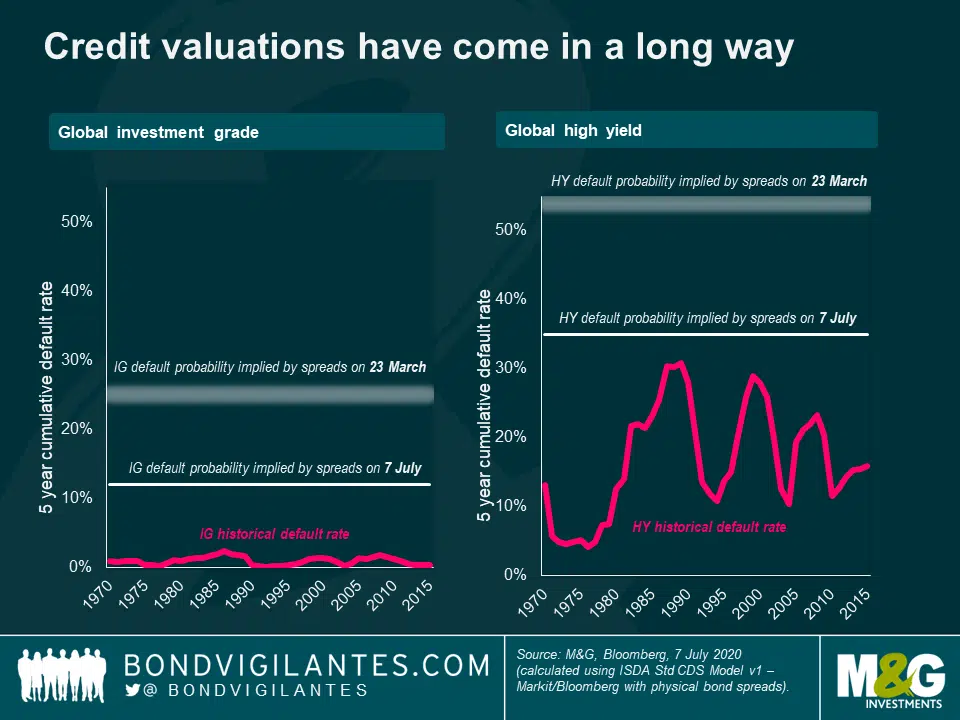 Credit valuations have come in a long way
Global investment grade
5 year cumulative default rate
50%
40%
30%
20%
10%
0%
IG default probability implied by spreads on 23 March
IG default probability implied by spreads on 7 July
IG historical default rate
1970
1975
1980
1985
1990
1995
2000
2005
2010
2015
Global high yield
5 year cumulative default rate
50%
40%
30%
20%
10%
0%
HY default probability implied by spreads on 23 March
HY default probability implied by spreads on 7 July
HY historical default rate
1970
1975
1980
1985
1990
1995
2000
2005
2010
2015
BONDVIGILANTES.COM
@ BONDVIGILANTES
Source: M&G, Bloomberg, 7 July 2020
(calculated using ISDA Std CDS Model v1 –
Markit/Bloomberg with physical bond spreads).
M&G
INVESTMENTS